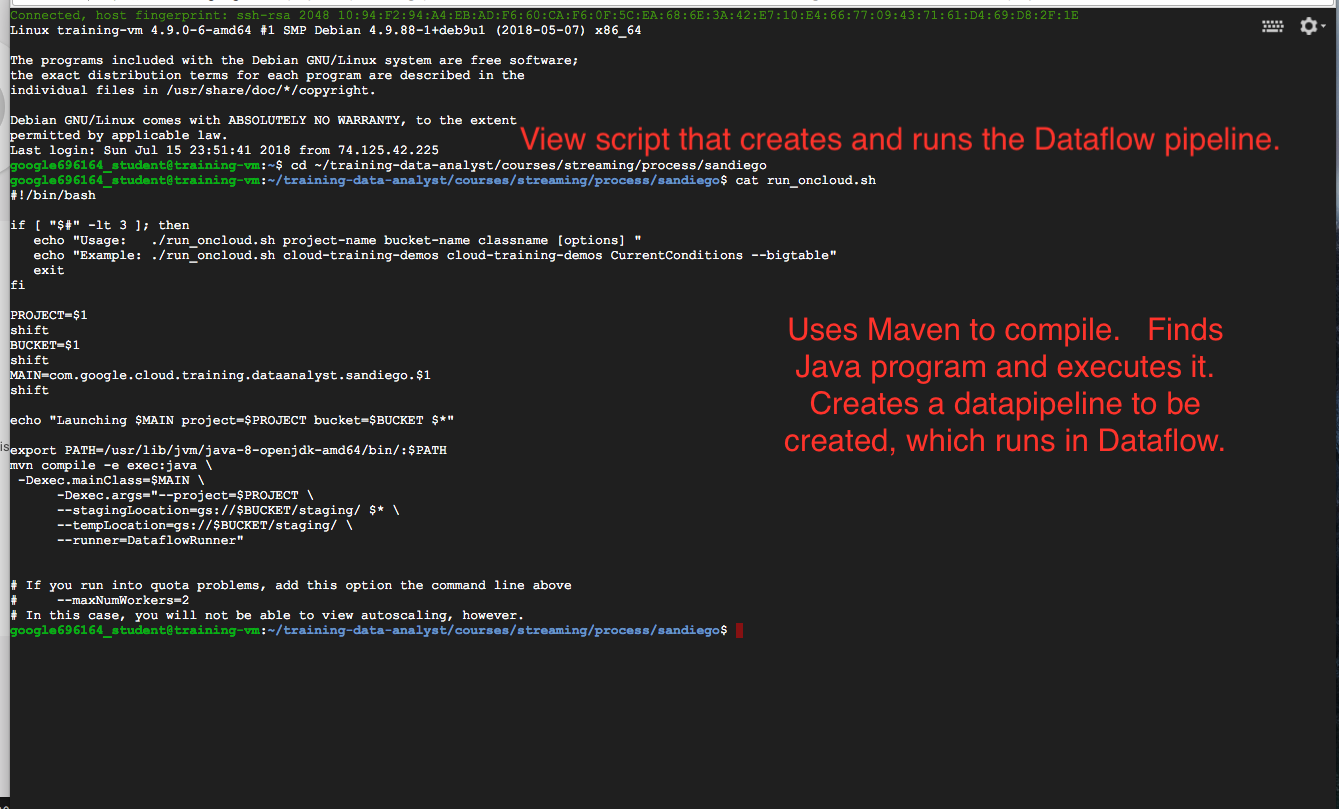 Connected, host fingerprint: ssh-rsa 2048 10:94:F2:94:A4:EB:AD:F6:60:CA:F6:0F:5C:EA:68:6E:3A:42:E7:10:E4:66:77:09:43:71:61:D4:69:D8:2F:1E
Linux training-vm 4.9.0-6-amd64 #1 SMP Debian 4.9.88-1+deb9u1 (2018-05-07) x86_64
The programs included with the Debian GNU/Linux system are free software;
the exact distribution terms for each program are described in the
individual files in /usr/share/doc/*/copyright.
Debian GNU/Linux comes with ABSOLUTELY NO WARRANTY, to the extent
permitted by applicable law.
View script that creates and runs the Dataflow pipeline.
Last login: Sun Jul 15 23:51:41 2018 from 74.125.42.225
google696164_student@training-vm:~$ cd ~/training-data-analyst/courses/streaming/process/sandiego
google696164_student@training-vm:~/training-data-analyst/courses/streaming/process/sandiego$ cat run_oncloud.sh
#!/bin/bash
if [ "$#" -lt 3 ]; then
   echo "Usage:   ./run_oncloud.sh project-name bucket-name classname [options] "
   echo "Example: ./run_oncloud.sh cloud-training-demos cloud-training-demos CurrentConditions --bigtable"
   exit
fi
PROJECT=$1
shift
BUCKET=$1
shift
MAIN=com.google.cloud.training.dataanalyst.sandiego.$1
shift
echo "Launching $MAIN project=$PROJECT bucket=$BUCKET $*"
export PATH=/usr/lib/jvm/java-8-openjdk-amd64/bin/:$PATH
mvn compile -e exec:java \
 -Dexec.mainClass=$MAIN \
      -Dexec.args="--project=$PROJECT \
      --stagingLocation=gs://$BUCKET/staging/ $* \
      --tempLocation=gs://$BUCKET/staging/ \
      --runner=DataflowRunner"
Uses Maven to compile.   Finds
Java program and executes it.
Creates a datapipeline to be
created, which runs in Dataflow.
# If you run into quota problems, add this option the command line above
#     --maxNumWorkers=2
# In this case, you will not be able to view autoscaling, however.
google696164_student@training-vm:~/training-data-analyst/courses/streaming/process/sandiego$